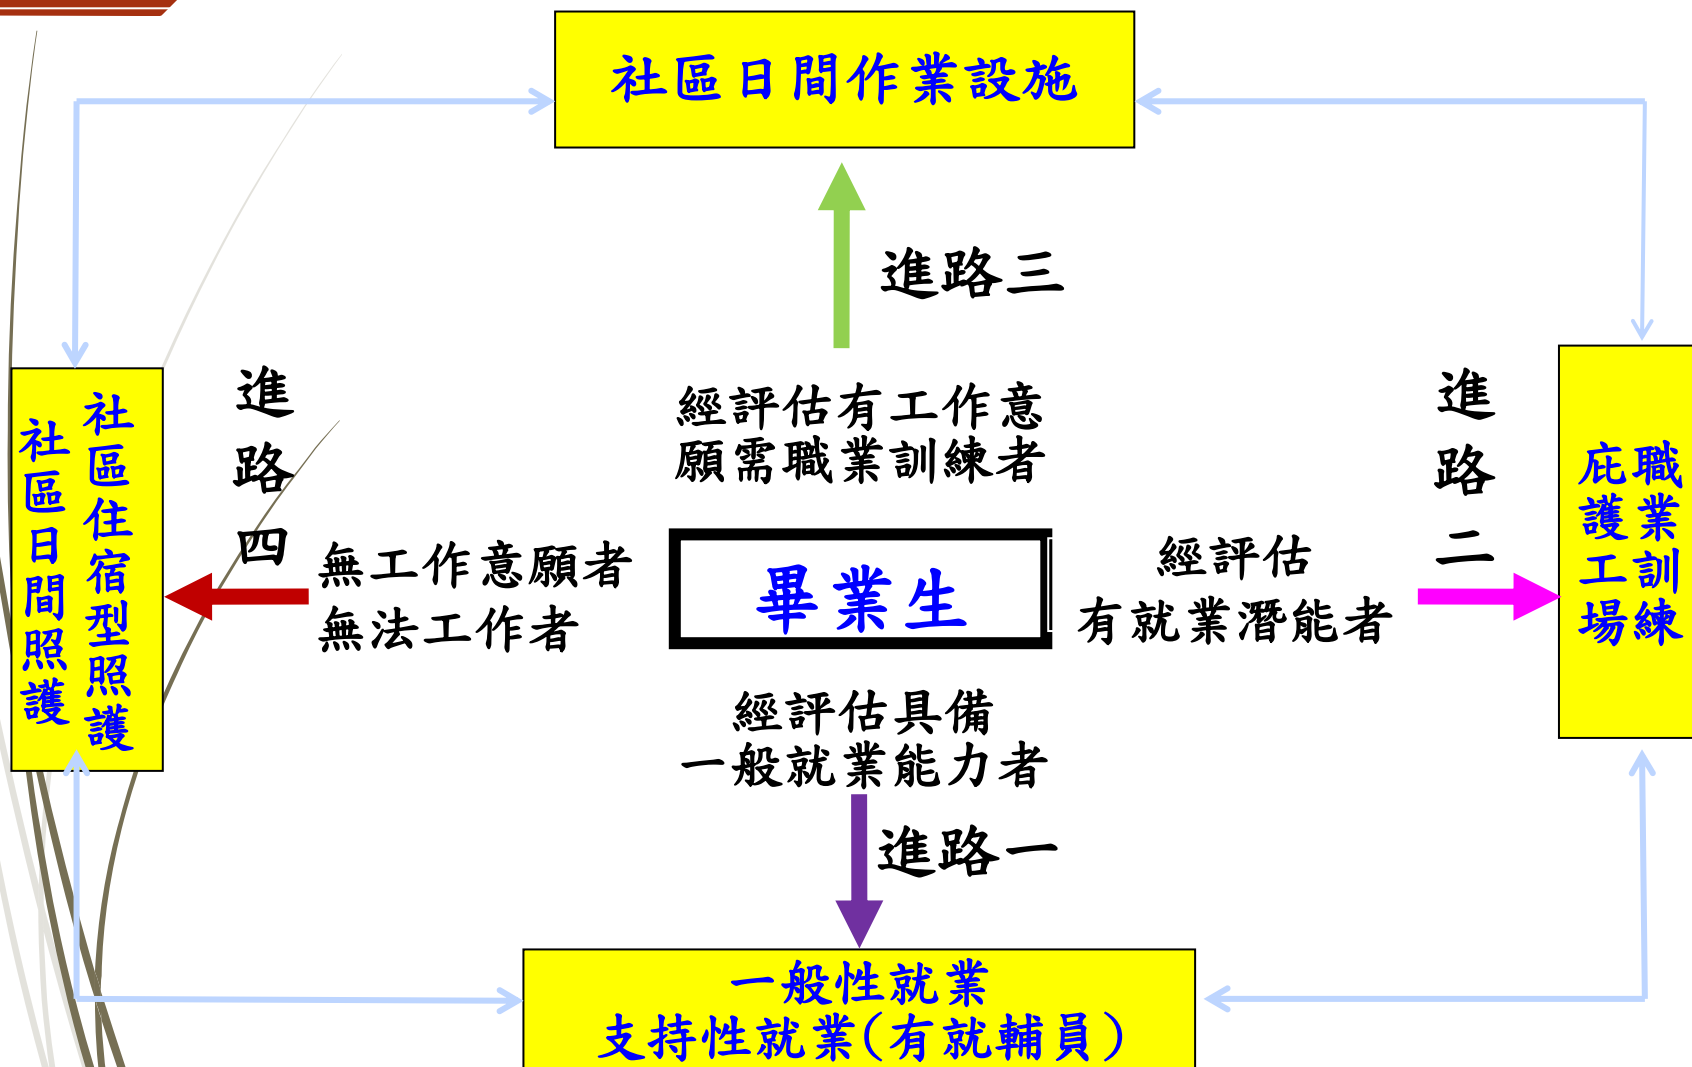 社區日間作業設施
進路三
經評估有工作意
願需職業訓練者
進路四
社區住宿型照護
社區日間照護
無工作意願者
無法工作者
畢業生
經評估
有就業潛能者
進路二
職業訓練
庇護工場
經評估具備
一般就業能力者
進路一
一般性就業
支持性就業(有就輔員)